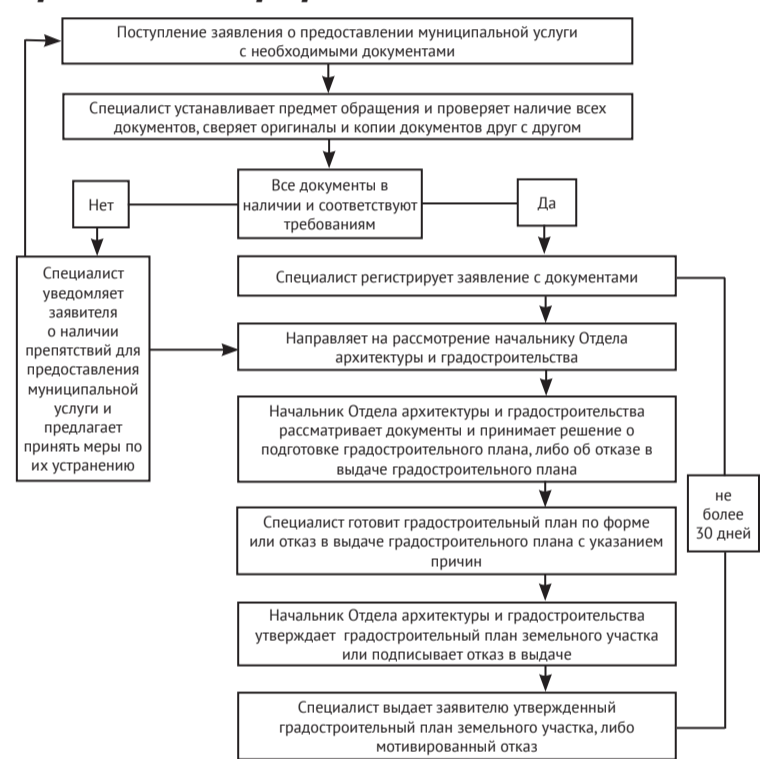 Поступление заявления о предоставлении муниципальной услуги
с необходимыми документами
Специалист устанавливает предмет обращения и проверяет наличие всех
документов, сверяет оригиналы и копии документов друг с другом
Все документы в
наличии и соответствуют
требованиям
Нет
Да
Специалист
уведомляет
заявителя
о наличии
препятствий для
предоставления
муниципальной
услуги и
предлагает
принять меры по
их устранению
Специалист регистрирует заявление с документами
Направляет на рассмотрение начальнику Отдела
архитектуры и градостроительства
Начальник Отдела архитектуры и градостроительства
рассматривает документы и принимает решение о
подготовке градостроительного плана, либо об отказе в
выдаче градостроительного плана
не
более
30 дней
Специалист готовит градостроительный план по форме
или отказ в выдаче градостроительного плана с указанием
причин
Начальник Отдела архитектуры и градостроительства
утверждает градостроительный план земельного участка
или подписывает отказ в выдаче
Специалист выдает заявителю утвержденный
градостроительный план земельного участка, либо
мотивированный отказ